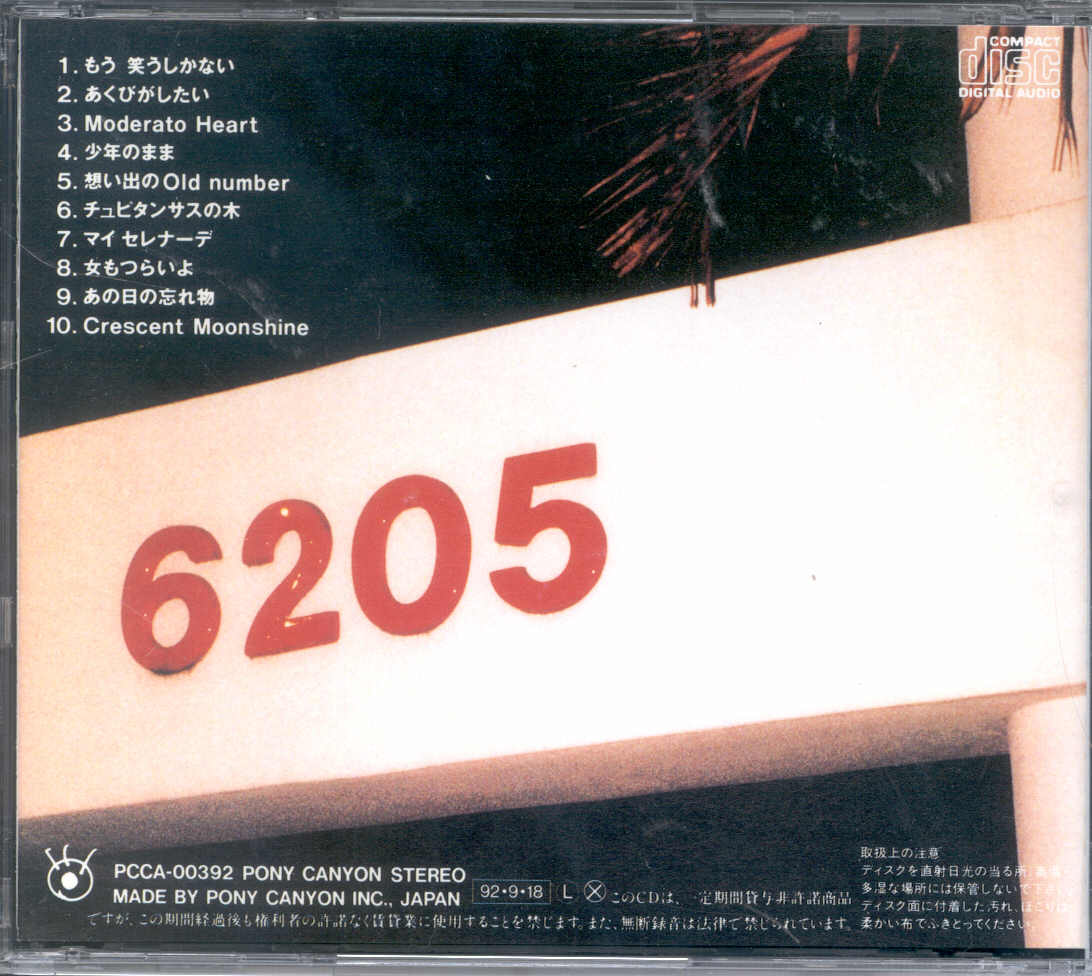 1. もう 笑うしかない
2. あくびがしたい
3. Moderato Heart
4. 少年のまま
5. 想い出のOld number
6. チュビタンサスの木
7. マイ セレナーデ
8. 女もつらいよ
9. あの日の忘れ物
10. Crescent Moonshine
COMPACT
disc
DIGITAL AUDIO
6205
PCCA-00392 PONY CANYON STEREO
MADE BY PONY CANYON INC., JAPAN
92・9・18 L このCDは、一定期間貸与非許諾商品
ですが、この期間経過後も権利者の許諾なく賃貸業に使用することを禁じます。また、無断録音は法律で禁じられています。
取扱上の注意
ディスクを直射日光の当る所、高温・
多湿な場所には保管しないで下さい。
ディスク面に付着した汚れ、ほこりは
柔かい布でふきとってください。